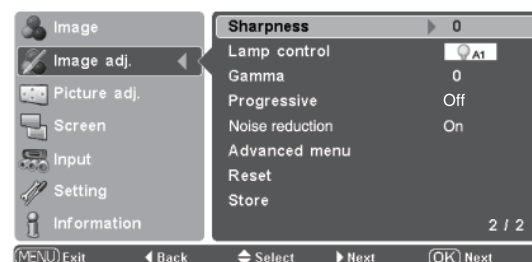 Image
Image adj.
Picture adj.
Screen
Input
Setting
Information
Sharpness 0
Lamp control A1
Gamma 0
Progressive Off
Noise reduction On
Advanced menu
Reset
Store
2 / 2
MENU Exit Back Select Next OK Next